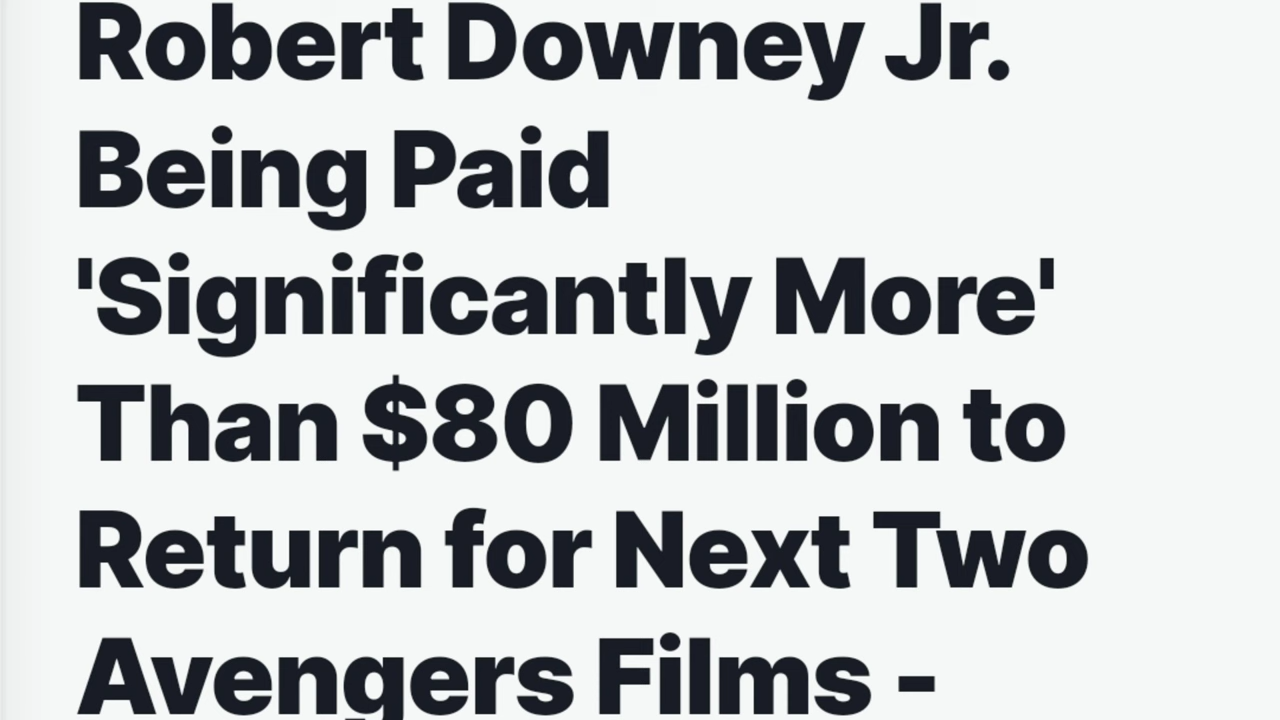 Robert Downey Jr.
Being Paid
'Significantly More'
Than $80 Million to
Return for Next Two
Avengers Films -